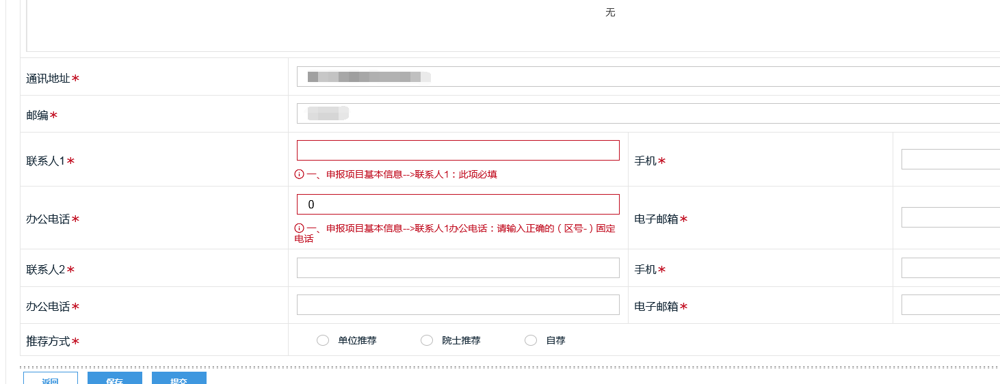 无
通讯地址*
邮编*
联系人1*
手机*
ⓘ 一、申报项目基本信息-->联系人1：此项必填
办公电话*
0
电子邮箱*
ⓘ 一、申报项目基本信息-->联系人1办公电话：请输入正确的（区号-）固定
电话
联系人2*
手机*
办公电话*
电子邮箱*
推荐方式*
单位推荐
院士推荐
自荐
返回
保存
提交